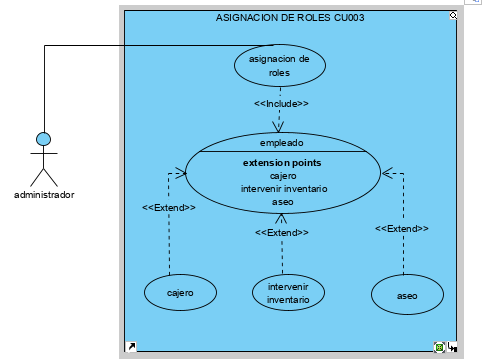 ASIGNACION DE ROLES CU003
asignacion de
roles
<<Include>>
empleado
extension points
cajero
intervenir inventario
aseo
administrador
<<Extend>>
<<Extend>>
<<Extend>>
cajero
intervenir
inventario
aseo